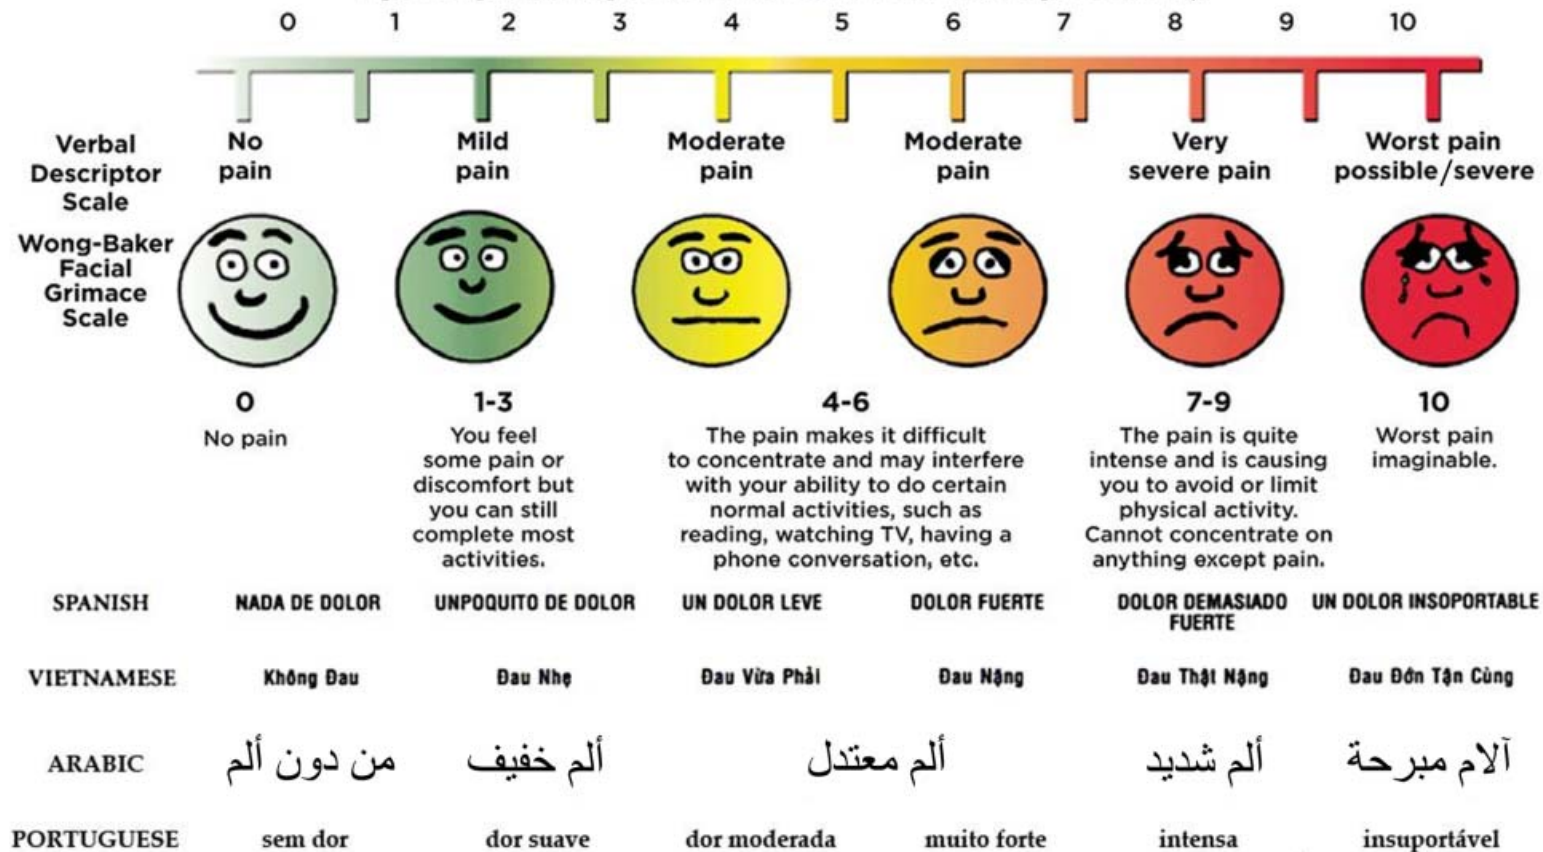 0 1 2 3 4 5 6 7 8 9 10
Verbal
Descriptor
Scale
No
pain
Mild
pain
Moderate
pain
Moderate
pain
Very
severe pain
Worst pain
possible/severe
Wong-Baker
Facial
Grimace
Scale
0
No pain
1-3
You feel
some pain or
discomfort but
you can still
complete most
activities.
4-6
The pain makes it difficult
to concentrate and may interfere
with your ability to do certain
normal activities, such as
reading, watching TV, having a
phone conversation, etc.
7-9
The pain is quite
intense and is causing
you to avoid or limit
physical activity.
Cannot concentrate on
anything except pain.
10
Worst pain
imaginable.
SPANISH
NADA DE DOLOR
UNPOQUITO DE DOLOR
UN DOLOR LEVE
DOLOR FUERTE
DOLOR DEMASIADO
FUERTE
UN DOLOR INSOPORTABLE
VIETNAMESE
Không Đau
Đau Nhẹ
Đau Vừa Phải
Đau Nặng
Đau Thật Nặng
Đau Đớn Tận Cùng
ARABIC
من دون ألم
ألم خفيف
ألم معتدل
ألم شديد
آلام مبرحة
PORTUGUESE
sem dor
dor suave
dor moderada
muito forte
intensa
insuportável